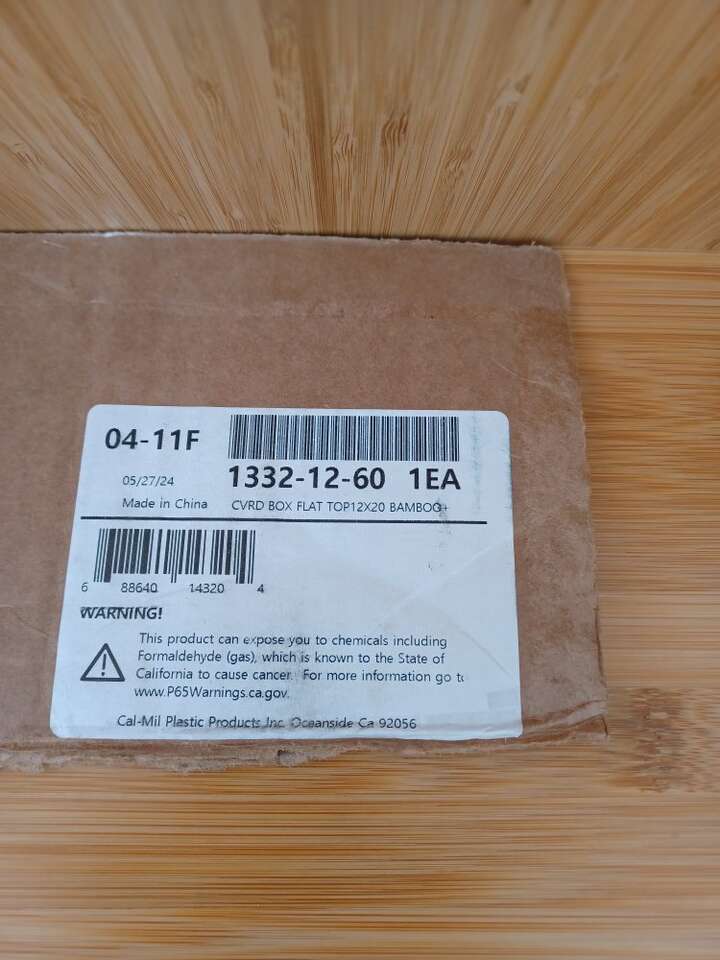 04-11F
05/27/24
Made in China
1332-12-60 1EA
CVRD BOX FLAT TOP12X20 BAMBOO+
6 88640 14320 4
WARNING!
This product can expose you to chemicals including
Formaldehyde (gas), which is known to the State of
California to cause cancer. For more information go to
www.P65Warnings.ca.gov.
Cal-Mil Plastic Products Inc. Oceanside Ca 92056